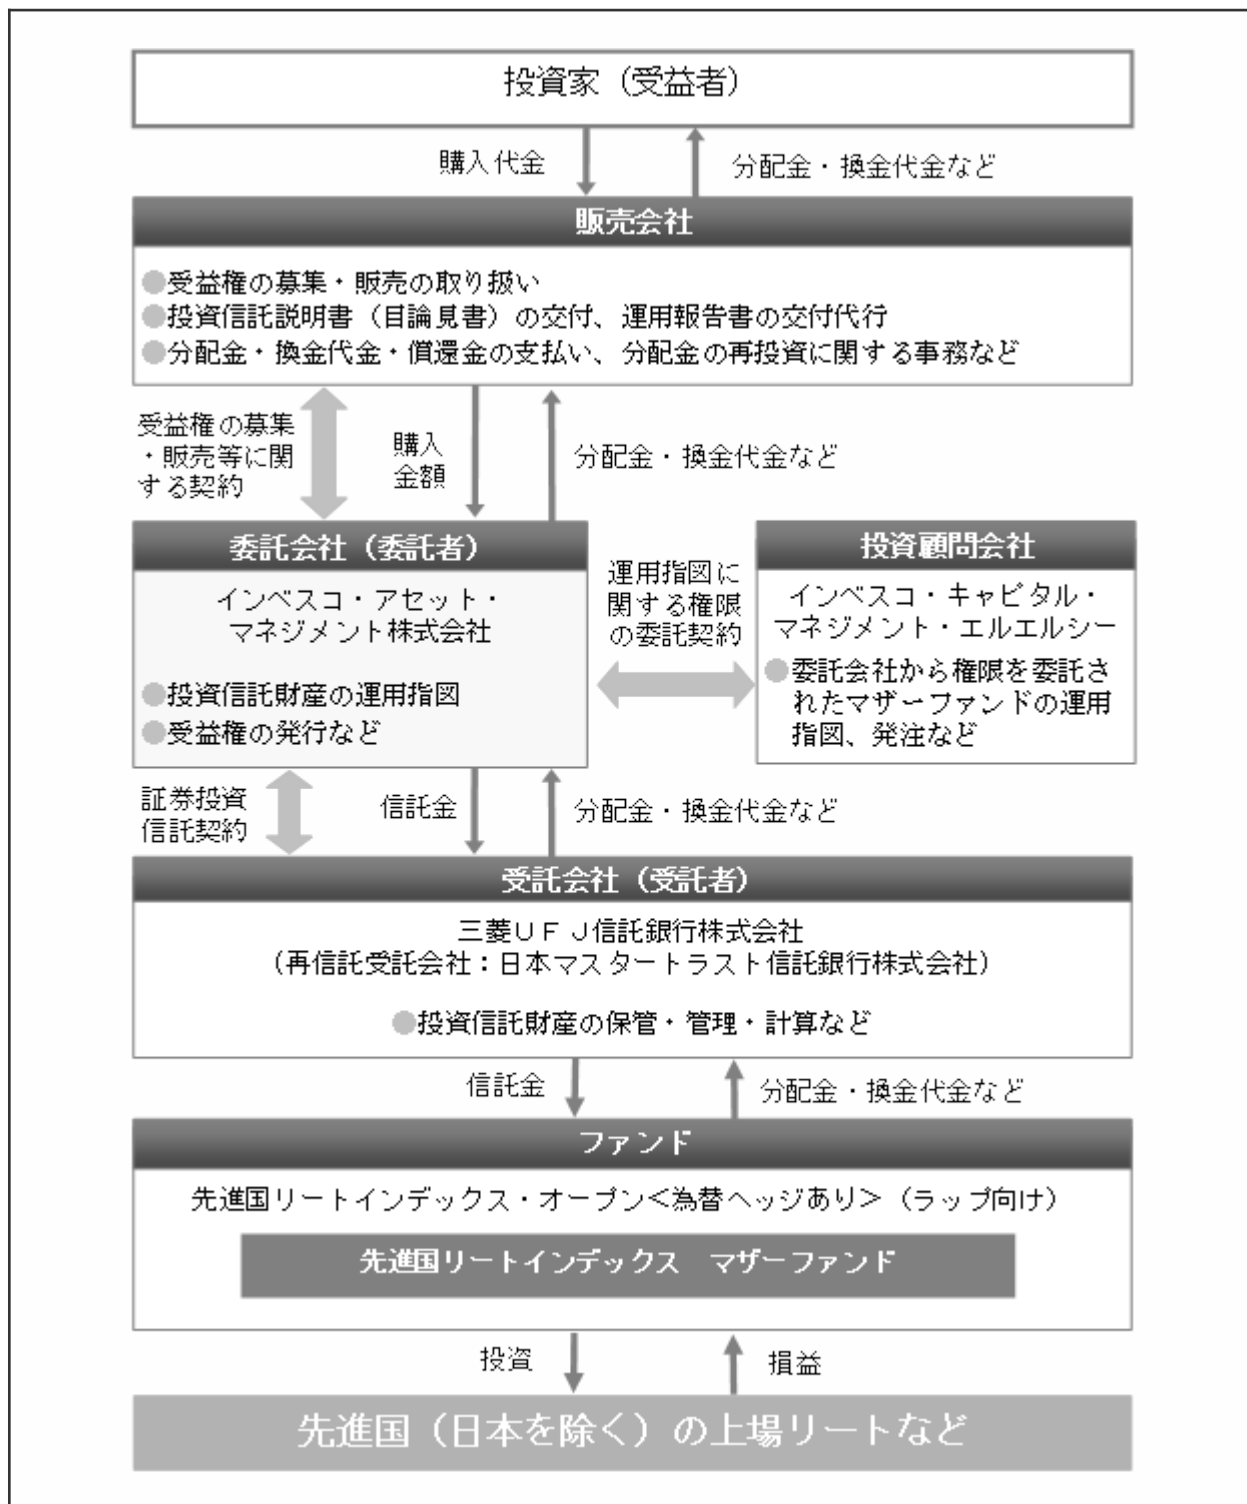 投資家（受益者）
購入代金
分配金・換金代金など
販売会社
●受益権の募集・販売の取り扱い
●投資信託説明書（目論見書）の交付、運用報告書の交付代行
●分配金・換金代金・償還金の支払い、分配金の再投資に関する事務など
受益権の募集
・販売等に関
する契約
購入
金額
分配金・換金代金など
委託会社（委託者）
インベスコ・アセット・
マネジメント株式会社
●投資信託財産の運用指図
●受益権の発行など
運用指図に
関する権限
の委託契約
投資顧問会社
インベスコ・キャピタル・
マネジメント・エルエルシー
●委託会社から権限を委託さ
れたマザーファンドの運用
指図、発注など
証券投資
信託契約
信託金
分配金・換金代金など
受託会社（受託者）
三菱ＵＦＪ信託銀行株式会社
（再信託受託会社：日本マスタートラスト信託銀行株式会社）
●投資信託財産の保管・管理・計算など
信託金
分配金・換金代金など
ファンド
先進国リートインデックス・オープン＜為替ヘッジあり＞（ラップ向け）
先進国リートインデックス　マザーファンド
投資
損益
先進国（日本を除く）の上場リートなど